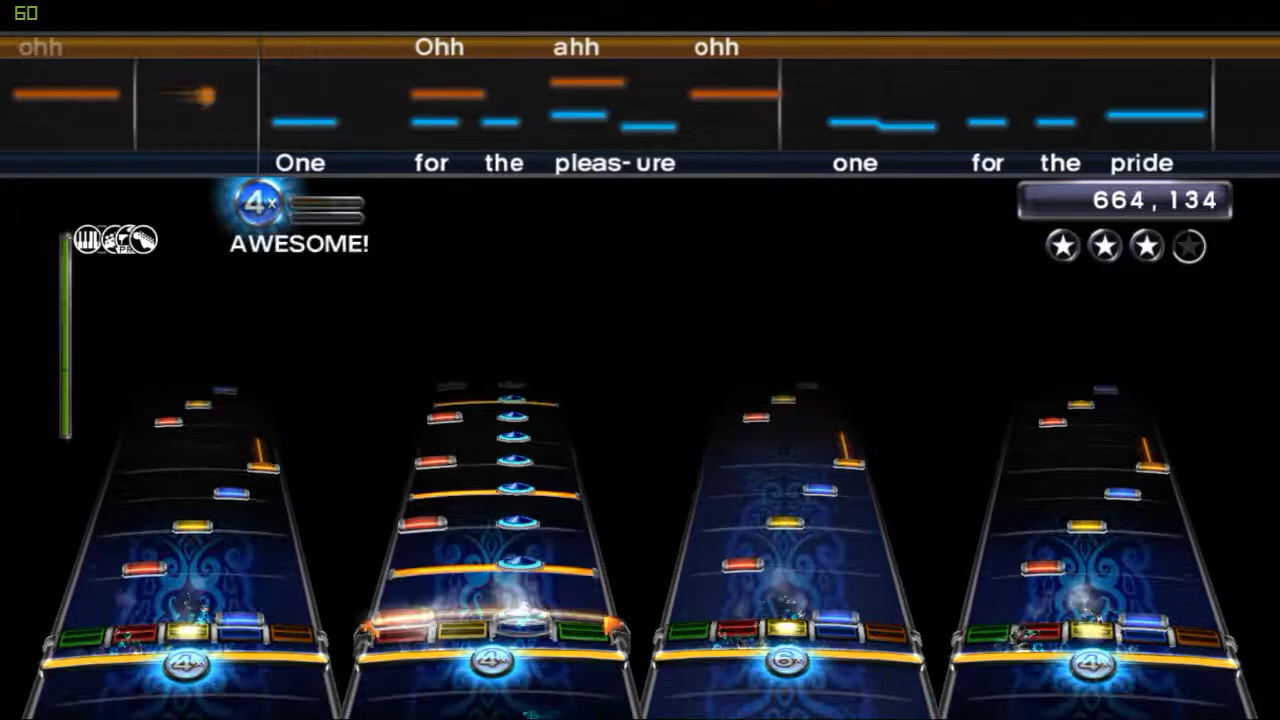 60
ohh Ohh ahh ohh
One for the pleas- ure one for the pride
4x
664,134
AWESOME!
4x 4x 6x 4x